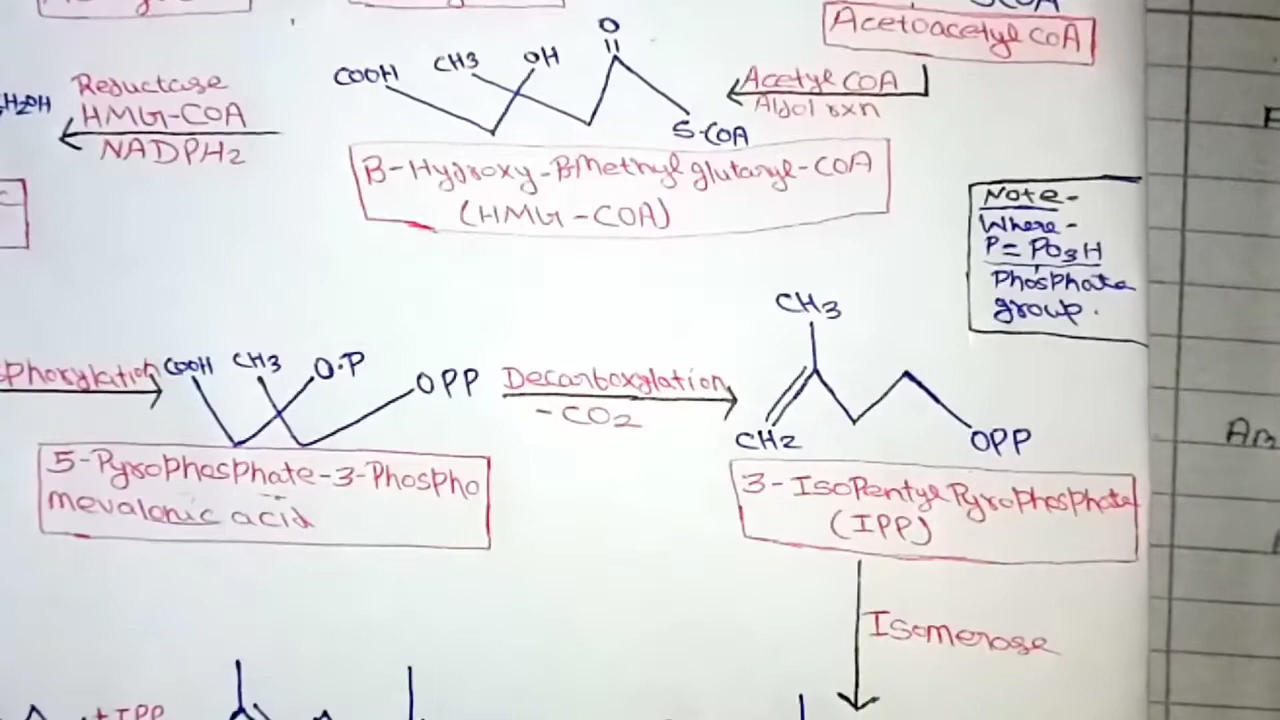 Acetoacetyl CoA
O
COOH CH3 OH
S-COA
Acetyl COA
Aldol rxn
Reductase
HMG-COA
NADPH2
B-Hydroxy-B-Methyl glutaryl-COA
(HMG-COA)
Note-
Where-
P= PO3H
Phosphate
group.
COOH CH3 O.P
OPP
Decarboxylation
-CO2
CH3
CH2
OPP
5-Pyrophosphate-3-Phospho
mevalonic acid
3-IsoPentyl Pyrophosphate
(IPP)
Isomerase
+IPP